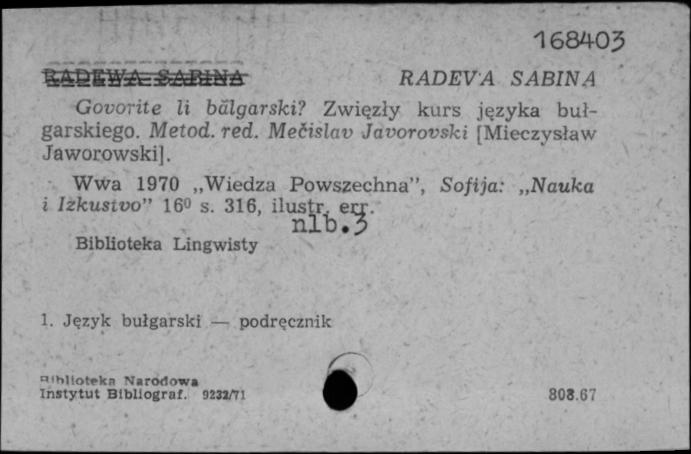 168403
RADEWA SABINA RADEVA SABINA
Govorite li bălgarski? Zwięzły kurs języka buł-
garskiego. Metod. red. Mečislav Javorovski [Mieczysław
Jaworowski].
Wwa 1970 „Wiedza Powszechna”, Sofija: „Nauka
i Izkustvo” 16⁰ s. 316, ilustr. err.
nlb.3
Biblioteka Lingwisty
1. Język bułgarski — podręcznik
Biblioteka Narodowa
Instytut Bibliograf. 9232/71 808.67